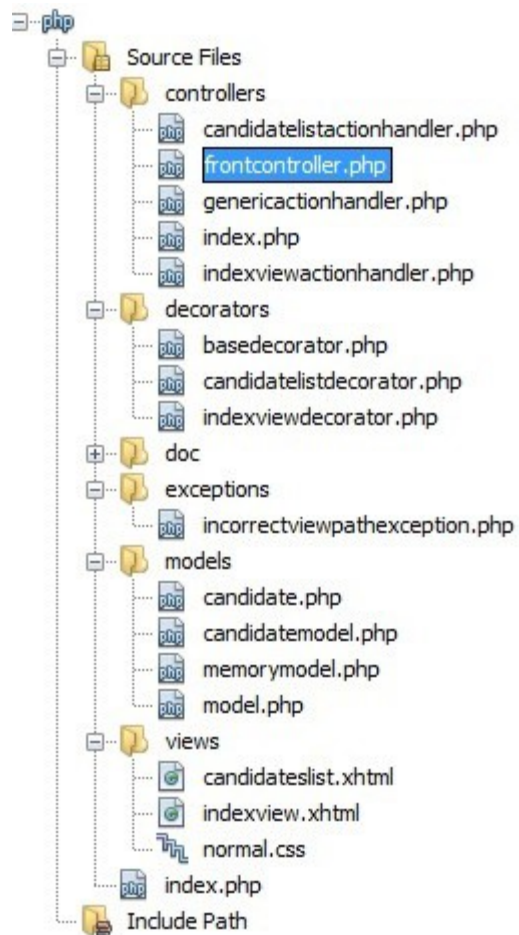 php
Source Files
controllers
candidatelistactionhandler.php
frontcontroller.php
genericactionhandler.php
index.php
indexviewactionhandler.php
decorators
basedecorator.php
candidatelistdecorator.php
indexviewdecorator.php
doc
exceptions
incorrectviewpathexception.php
models
candidate.php
candidatemodel.php
memorymodel.php
model.php
views
candidateslist.xhtml
indexview.xhtml
normal.css
index.php
Include Path